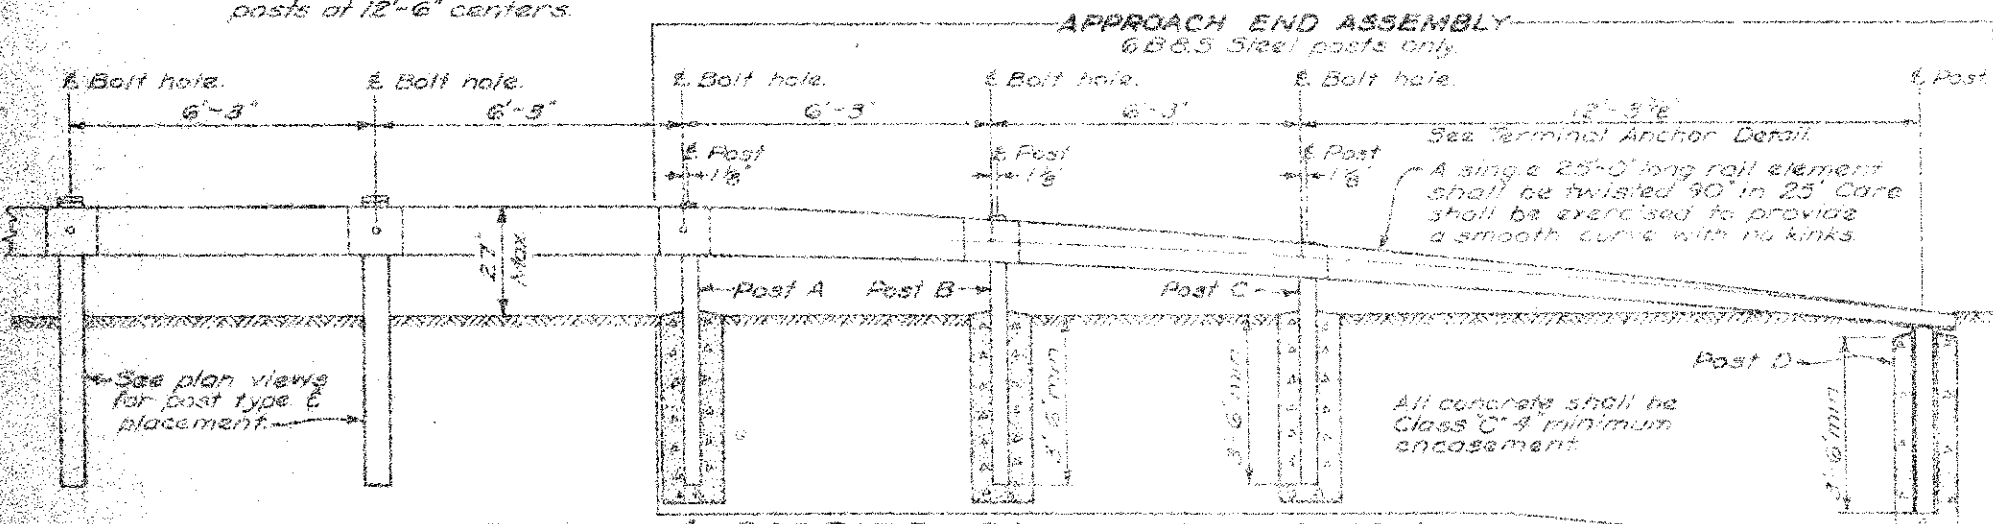 posts at 12'-6" centers.
APPROACH END ASSEMBLY
6B8.5 Steel posts only.
℄ Bolt hole.
℄ Bolt hole.
℄ Bolt hole.
℄ Bolt hole.
℄ Bolt hole.
℄ Post
6'-3"
6'-3"
6'-3"
6'-3"
See Terminal Anchor Detail.
℄ Post
1⅛"
℄ Post
1⅛"
℄ Post
1⅛"
A single 25'-0" long rail element
shall be twisted 90° in 25'. Care
shall be exercised to provide
a smooth curve with no kinks.
27"
Max.
Post A
Post B
Post C
Post D
See plan views
for post type &
placement.
3'-6" min.
3'-6" min.
3'-6" min.
All concrete shall be
Class "C" 4" minimum
encasement.